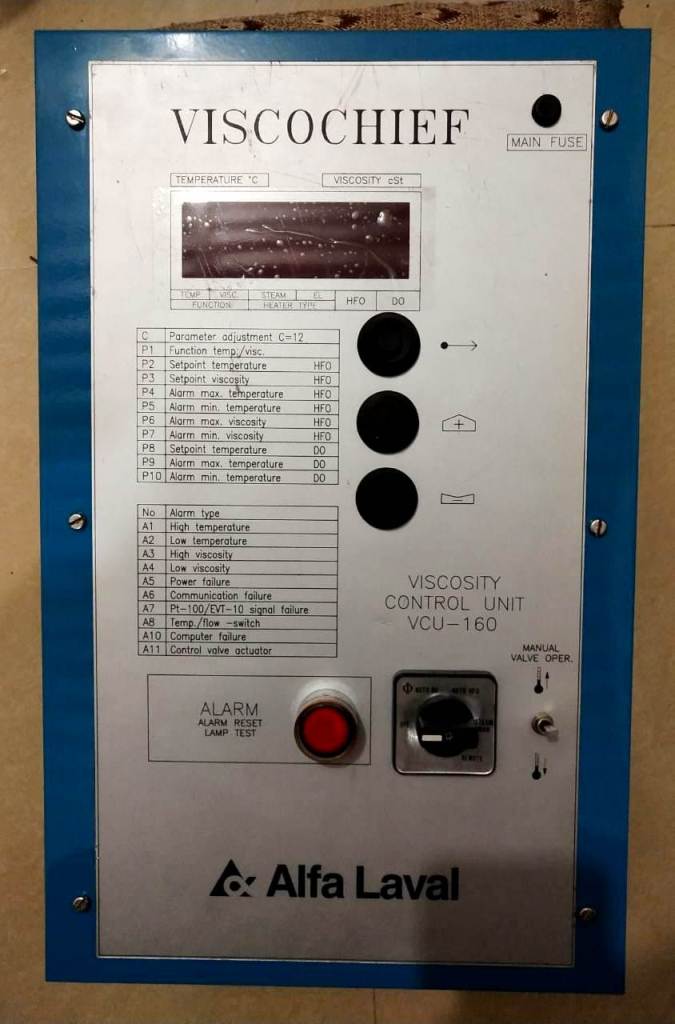 VISCOCHIEF
MAIN FUSE
TEMPERATURE °C VISCOSITY cSt
TEMP. VISC. STEAM EL. HFO DO
FUNCTION HEATER TYPE
C Parameter adjustment C=12
P1 Function temp./visc.
P2 Setpoint temperature HFO
P3 Setpoint viscosity HFO
P4 Alarm max. temperature HFO
P5 Alarm min. temperature HFO
P6 Alarm max. viscosity HFO
P7 Alarm min. viscosity HFO
P8 Setpoint temperature DO
P9 Alarm max. temperature DO
P10 Alarm min. temperature DO
No Alarm type
A1 High temperature
A2 Low temperature
A3 High viscosity
A4 Low viscosity
A5 Power failure
A6 Communication failure
A7 Pt-100/EVT-10 signal failure
A8 Temp./flow -switch
A10 Computer failure
A11 Control valve actuator
VISCOSITY
CONTROL UNIT
VCU-160
MANUAL
VALVE OPER.
ALARM
ALARM RESET
LAMP TEST
REMOTE
Alfa Laval